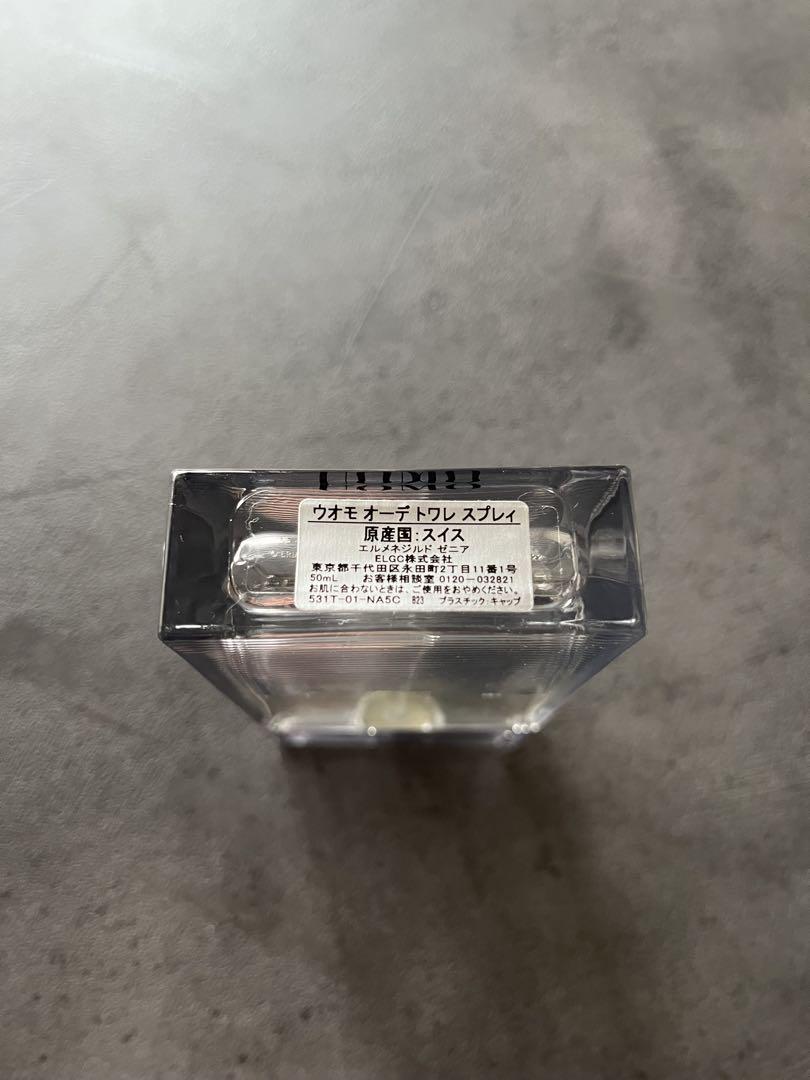 ウオモ オーデ トワレ スプレィ
原産国:スイス
エルメネジルド ゼニア
ELGC株式会社
東京都千代田区永田町2丁目11番1号
50mL お客様相談室 0120-032821
お肌に合わないときは、ご使用をおやめください。
531T-01-NA5C B23 プラスチック:キャップ